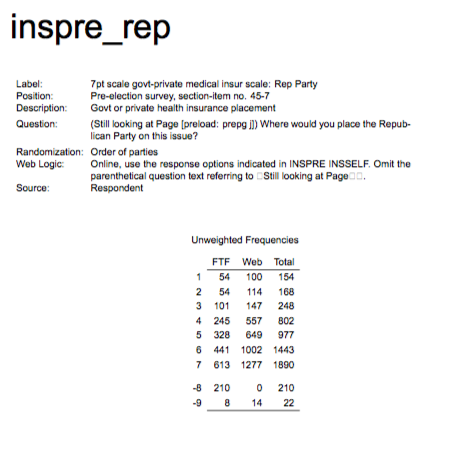 inspre_rep
Label: 7pt scale govt-private medical insur scale: Rep Party
Position: Pre-election survey, section-item no. 45-7
Description: Govt or private health insurance placement
Question: (Still looking at Page [preload: prepg j]) Where would you place the Repub-
lican Party on this issue?
Randomization: Order of parties
Web Logic: Online, use the response options indicated in INSPRE INSSELF. Omit the
parenthetical question text referring to □Still looking at Page□□.
Source: Respondent
Unweighted Frequencies
FTF Web Total
1 54 100 154
2 54 114 168
3 101 147 248
4 245 557 802
5 328 649 977
6 441 1002 1443
7 613 1277 1890
-8 210 0 210
-9 8 14 22